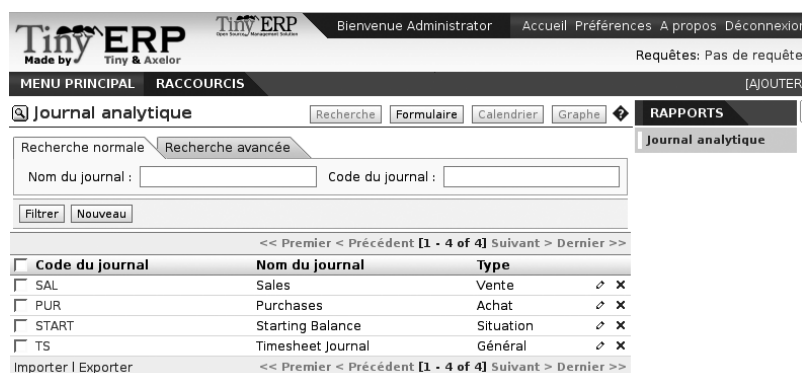 Tiny ERP
Made by Tiny & Axelor
Tiny ERP
Open Source Management Solution
Bienvenue Administrator
Accueil Préférences A propos Déconnexion
Requêtes: Pas de requête
MENU PRINCIPAL RACCOURCIS
[AJOUTER
Journal analytique
Recherche Formulaire Calendrier Graphe
RAPPORTS
Journal analytique
Recherche normale Recherche avancée
Nom du journal : Code du journal :
Filtrer Nouveau
<< Premier < Précédent [1 - 4 of 4] Suivant > Dernier >>
Code du journal Nom du journal Type
SAL Sales Vente
PUR Purchases Achat
START Starting Balance Situation
TS Timesheet Journal Général
Importer | Exporter << Premier < Précédent [1 - 4 of 4] Suivant > Dernier >>